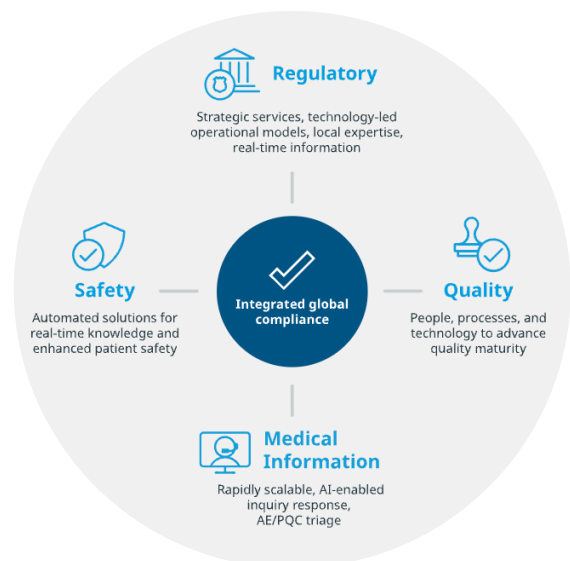 Regulatory
Strategic services, technology-led
operational models, local expertise,
real-time information
Safety
Automated solutions for
real-time knowledge and
enhanced patient safety
Integrated global
compliance
Quality
People, processes, and
technology to advance
quality maturity
Medical
Information
Rapidly scalable, AI-enabled
inquiry response,
AE/PQC triage